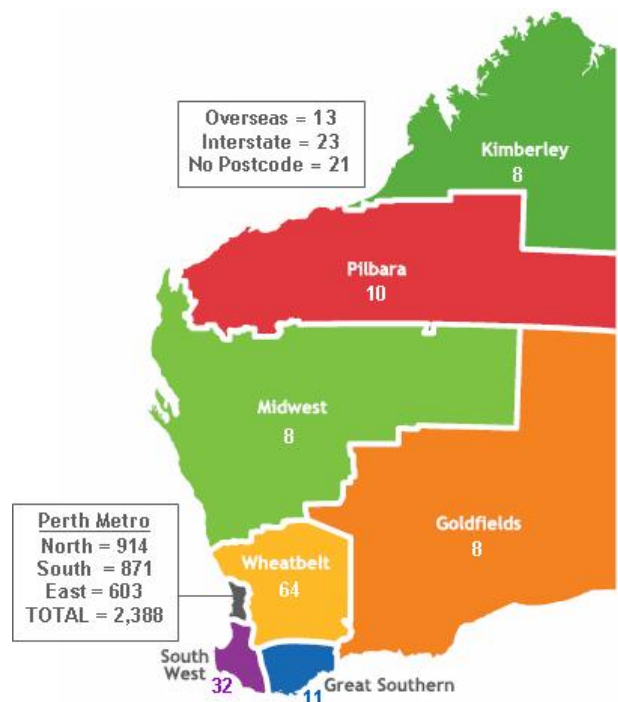 Overseas = 13
Interstate = 23
No Postcode = 21
Kimberley
8
Pilbara
10
Midwest
8
Perth Metro
North = 914
South = 871
East = 603
TOTAL = 2,388
Goldfields
8
Wheatbelt
64
South
West
32
Great Southern
11